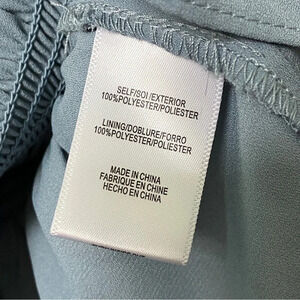 SELF/SOI/EXTERIOR
100%POLYESTER/POLIESTER
LINING/DOBLURE/FORRO
100%POLYESTER/POLIESTER
MADE IN CHINA
FABRIQUE EN CHINE
HECHO EN CHINA